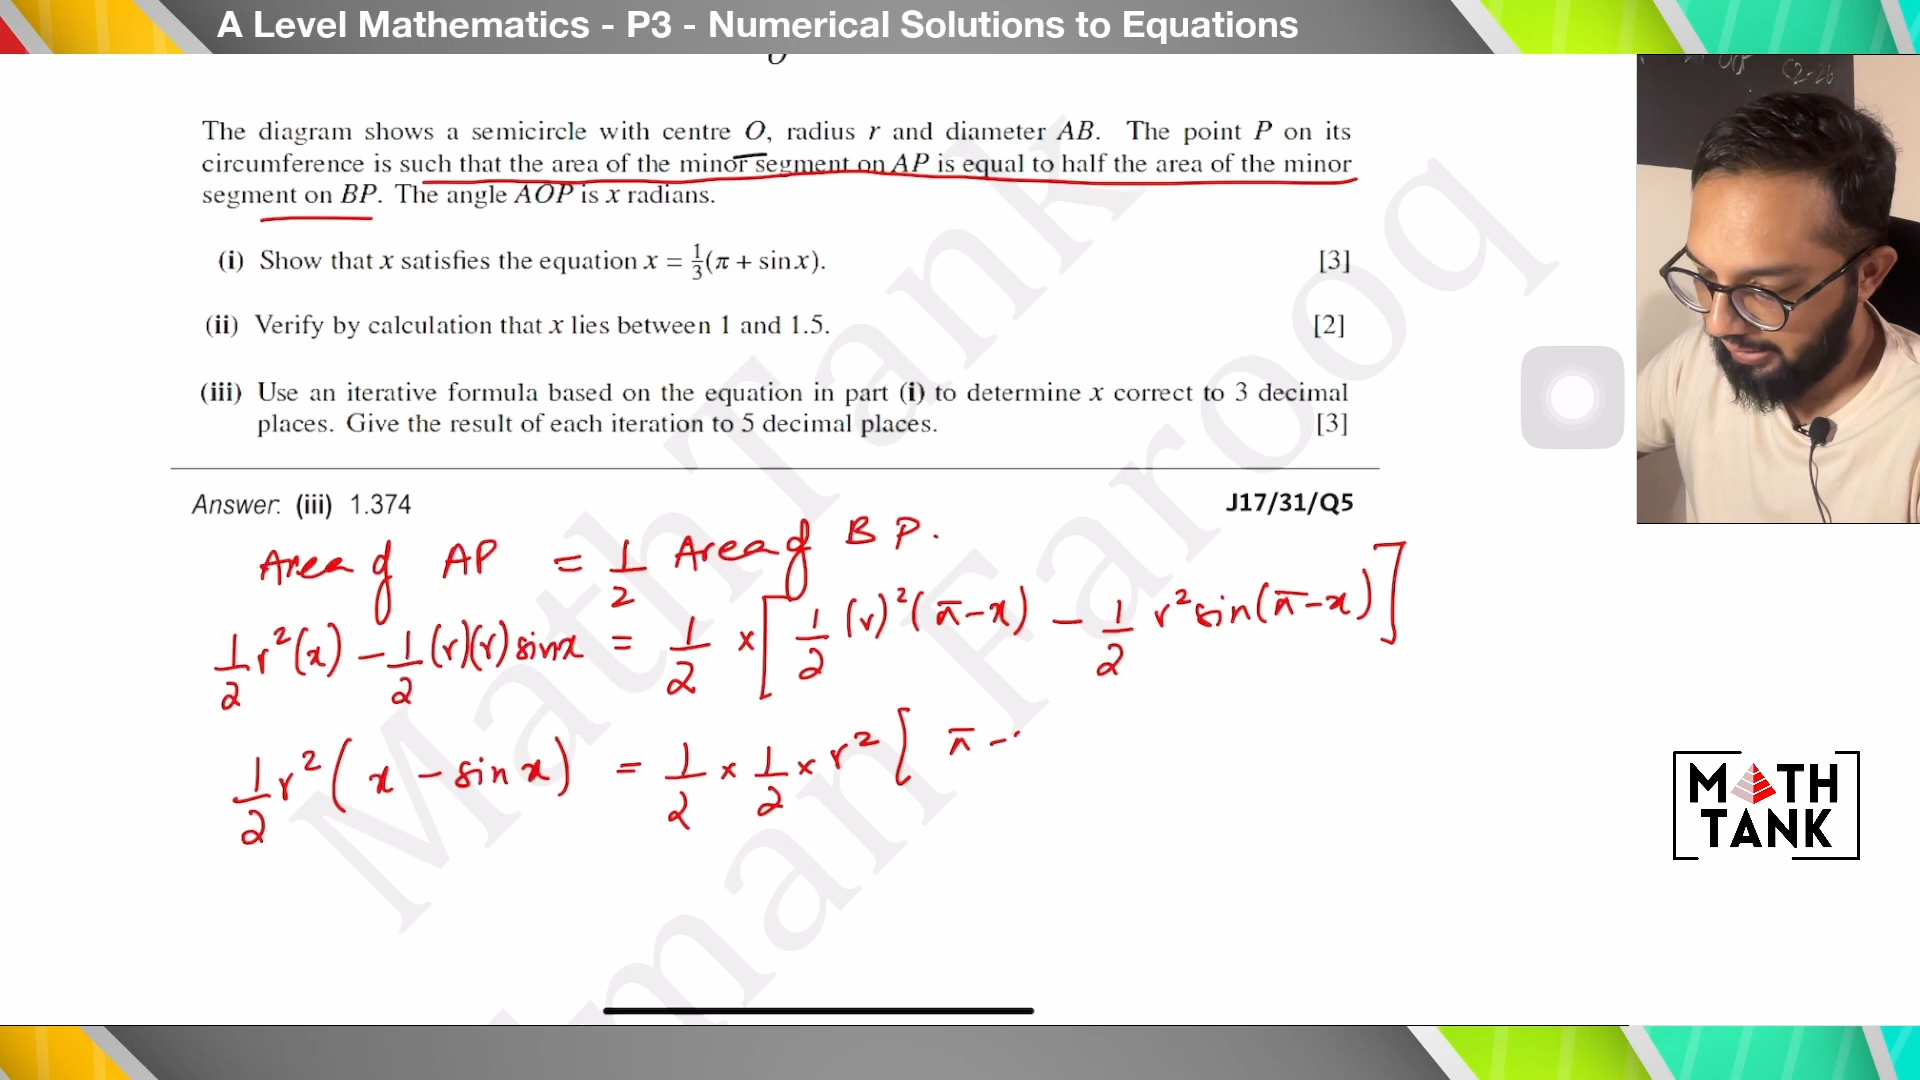 A Level Mathematics - P3 - Numerical Solutions to Equations
The diagram shows a semicircle with centre O, radius r and diameter AB. The point P on its
circumference is such that the area of the minor segment on AP is equal to half the area of the minor
segment on BP. The angle AOP is x radians.
(i) Show that x satisfies the equation x = 1/3(π + sin x). [3]
(ii) Verify by calculation that x lies between 1 and 1.5. [2]
(iii) Use an iterative formula based on the equation in part (i) to determine x correct to 3 decimal
places. Give the result of each iteration to 5 decimal places. [3]
Answer: (iii) 1.374 J17/31/Q5
Area of AP = 1/2 Area of BP.
1/2 r²(x) − 1/2 (r)(r) sin x = 1/2 × [ 1/2 (r)²(π−x) − 1/2 r² sin(π−x) ]
1/2 r² ( x − sin x ) = 1/2 × 1/2 × r² [ π −
MathTank
man Farooq
MATH
TANK